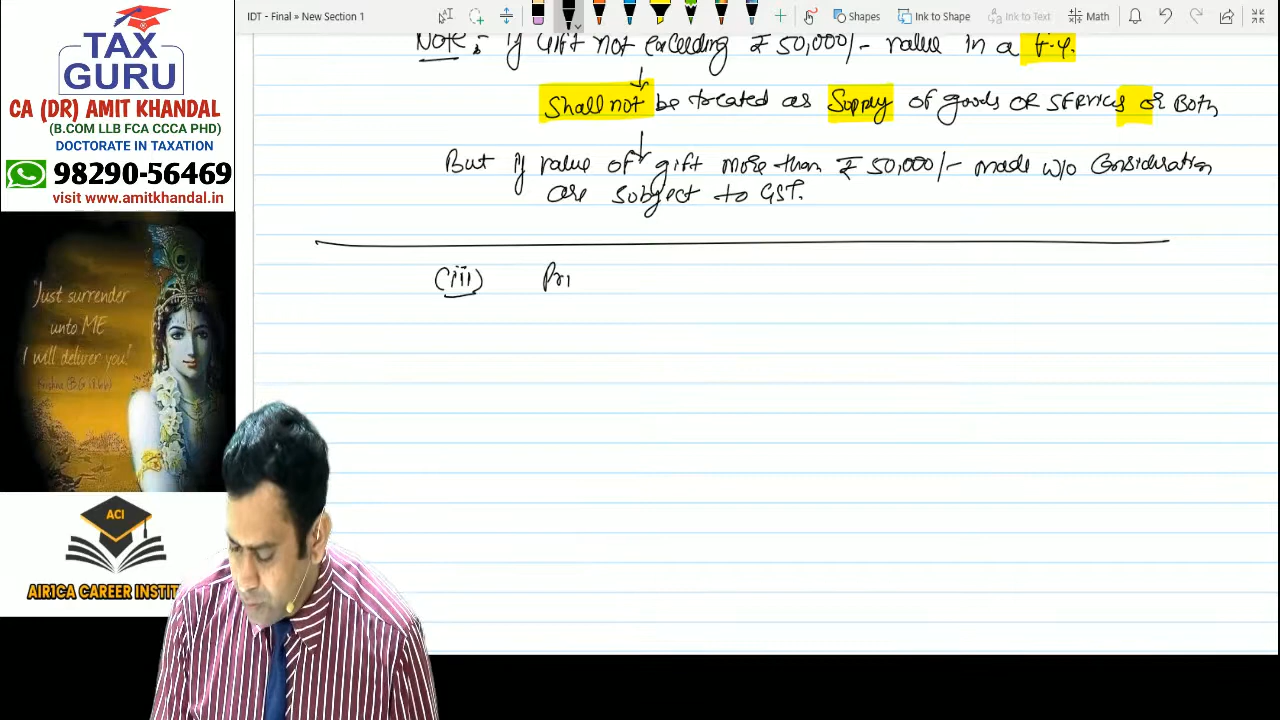 IDT - Final » New Section 1
Shapes
Ink to Shape
Ink to Text
Math
TAX
GURU
CA (DR) AMIT KHANDAL
(B.COM LLB FCA CCCA PHD)
DOCTORATE IN TAXATION
98290-56469
visit www.amitkhandal.in
"Just surrender
unto ME
I will deliver you!"
ACI
AIR1CA CAREER INSTIT
Note :- if Gift not exceeding ₹ 50,000/- value in a f.y.
Shall not be treated as Supply of goods or services or Both,
But if value of gift more than ₹ 50,000/- made w/o Consideration
are subject to GST.
(iii) Pri